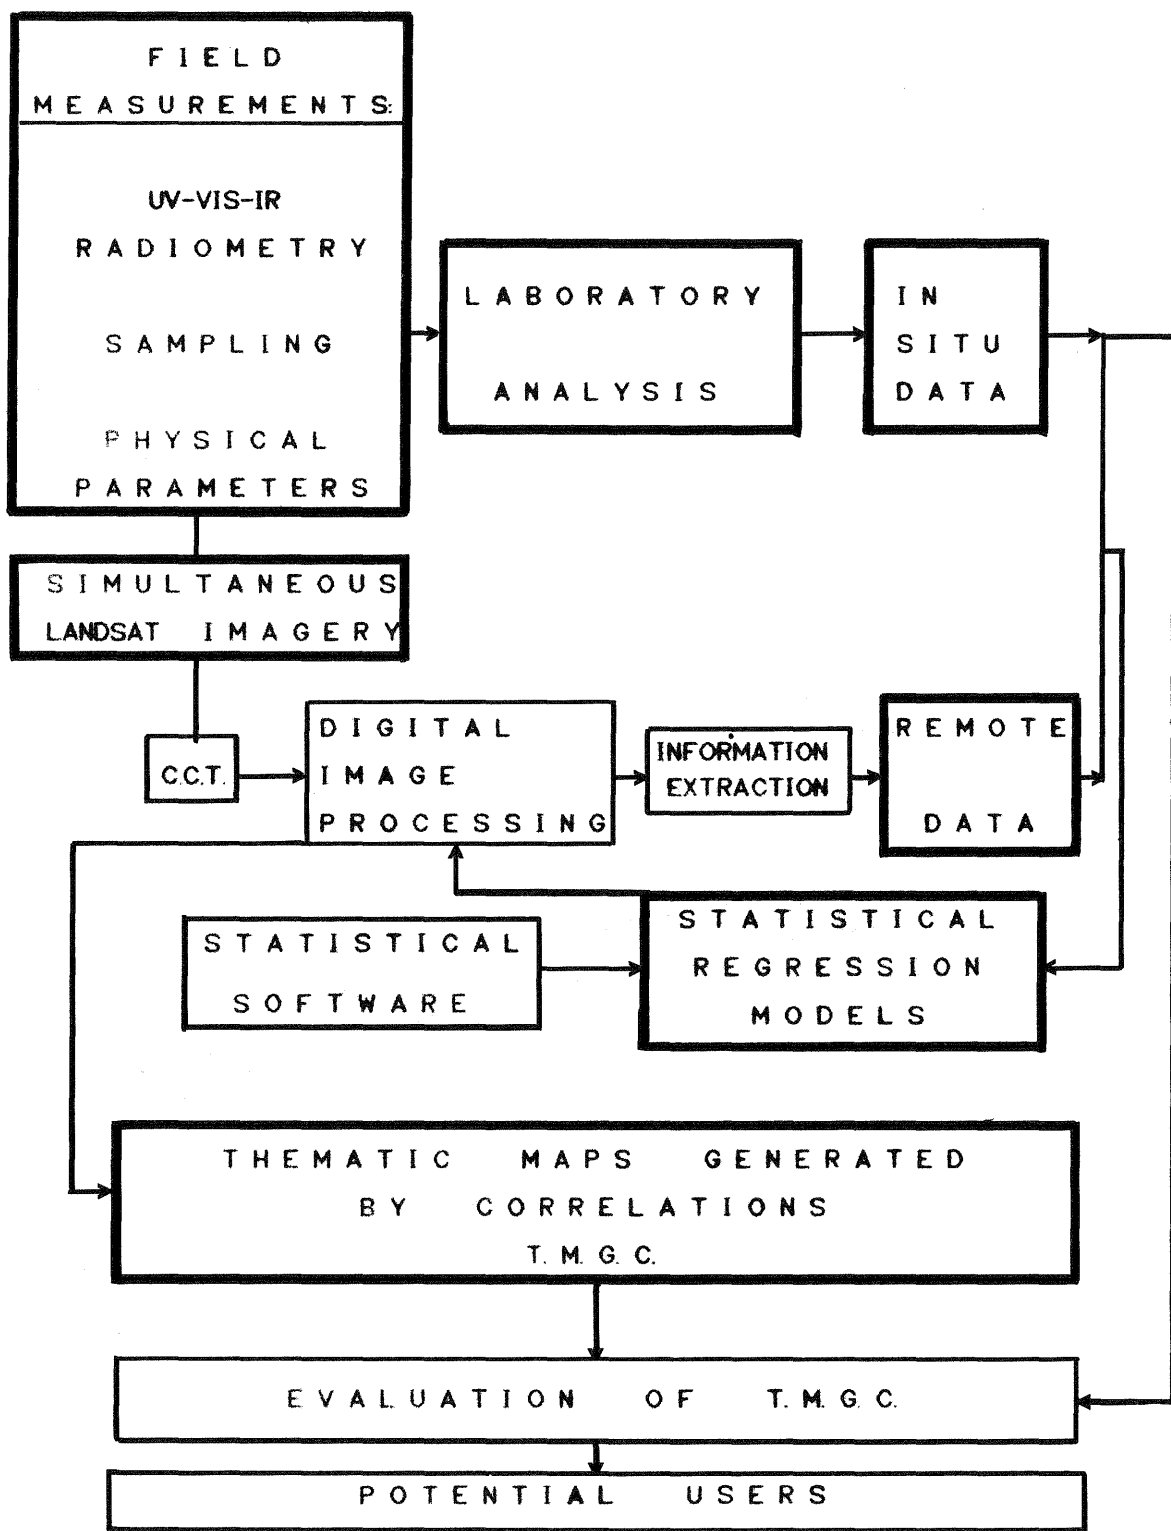 FIELD
MEASUREMENTS:
UV-VIS-IR
RADIOMETRY
SAMPLING
PHYSICAL
PARAMETERS
LABORATORY
ANALYSIS
IN
SITU
DATA
SIMULTANEOUS
LANDSAT IMAGERY
C.C.T.
DIGITAL
IMAGE
PROCESSING
INFORMATION
EXTRACTION
REMOTE
DATA
STATISTICAL
SOFTWARE
STATISTICAL
REGRESSION
MODELS
THEMATIC MAPS GENERATED
BY CORRELATIONS
T.M.G.C.
EVALUATION OF T.M.G.C.
POTENTIAL USERS